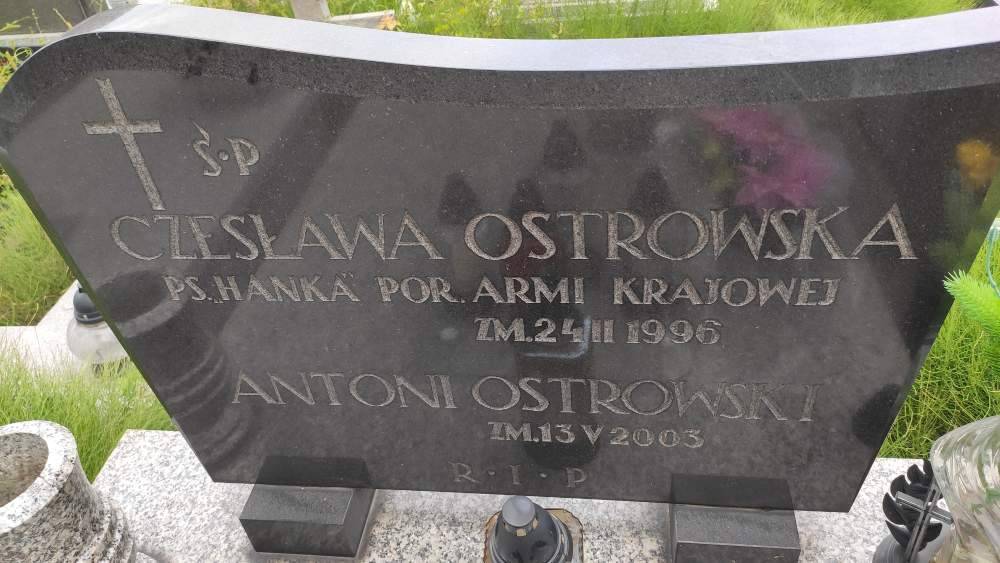 Ś.P
CZESŁAWA OSTROWSKA
PS. „HANKA" POR. ARMI KRAJOWEJ
ZM. 24 II 1996
ANTONI OSTROWSKI
ZM. 13 V 2003
R · I · P